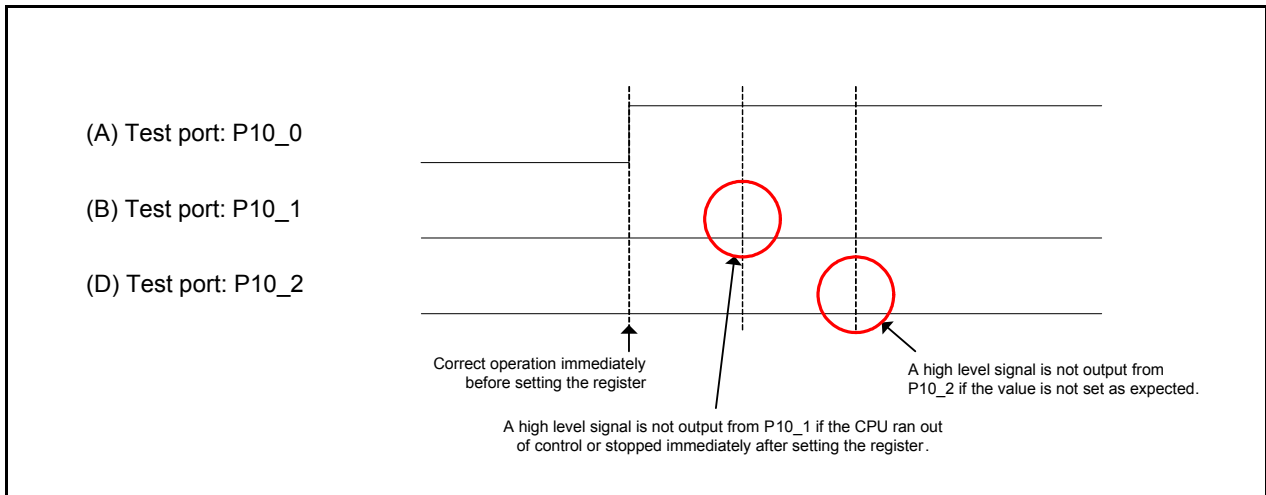 (A) Test port: P10_0
(B) Test port: P10_1
(D) Test port: P10_2
Correct operation immediately
before setting the register
A high level signal is not output from
P10_2 if the value is not set as expected.
A high level signal is not output from P10_1 if the CPU ran out
of control or stopped immediately after setting the register.